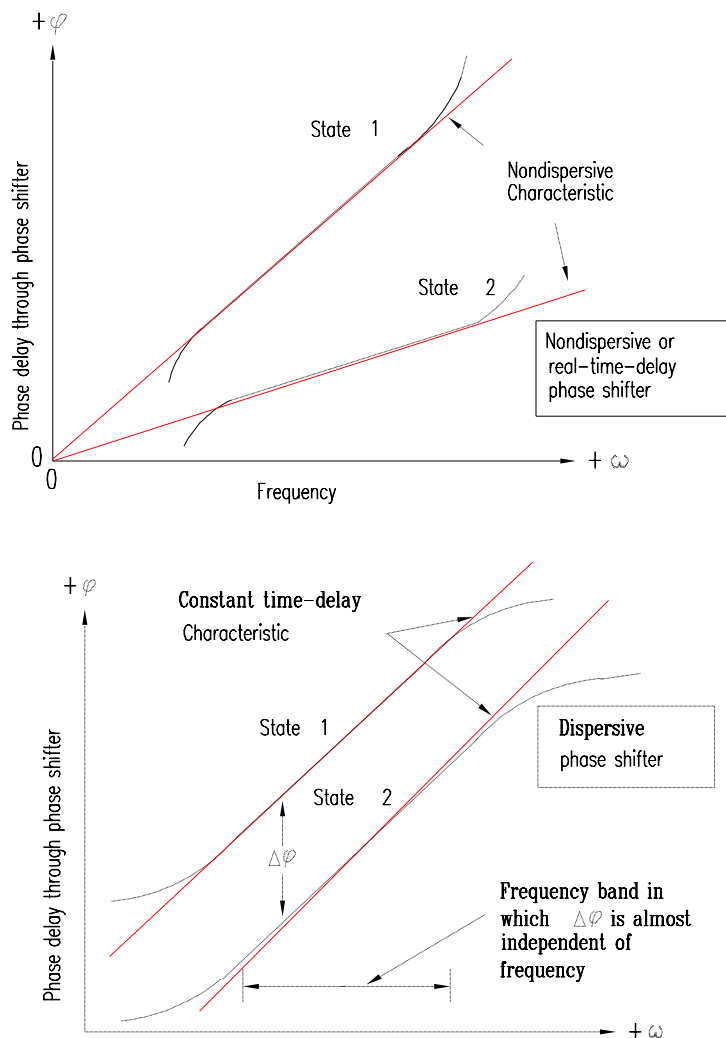 + φ
Phase delay through phase shifter
State 1
Nondispersive
Characteristic
State 2
Nondispersive or
real-time-delay
phase shifter
0
0
+ ω
Frequency
+ φ
Constant time-delay
Characteristic
Phase delay through phase shifter
State 1
Dispersive
phase shifter
State 2
Δφ
Frequency band in
which Δφ is almost
independent of
frequency
+ ω